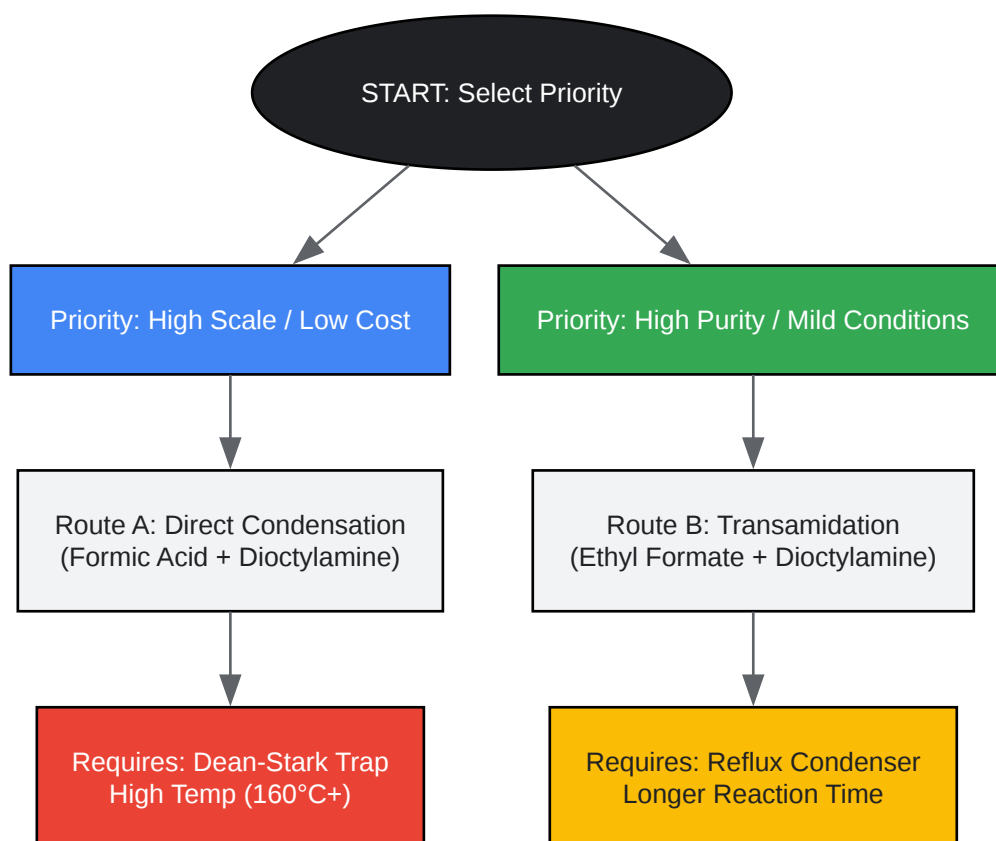 START: Select Priority
Priority: High Scale / Low Cost
Priority: High Purity / Mild Conditions
Route A: Direct Condensation
(Formic Acid + Dioctylamine)
Route B: Transamidation
(Ethyl Formate + Dioctylamine)
Requires: Dean-Stark Trap
High Temp (160°C+)
Requires: Reflux Condenser
Longer Reaction Time